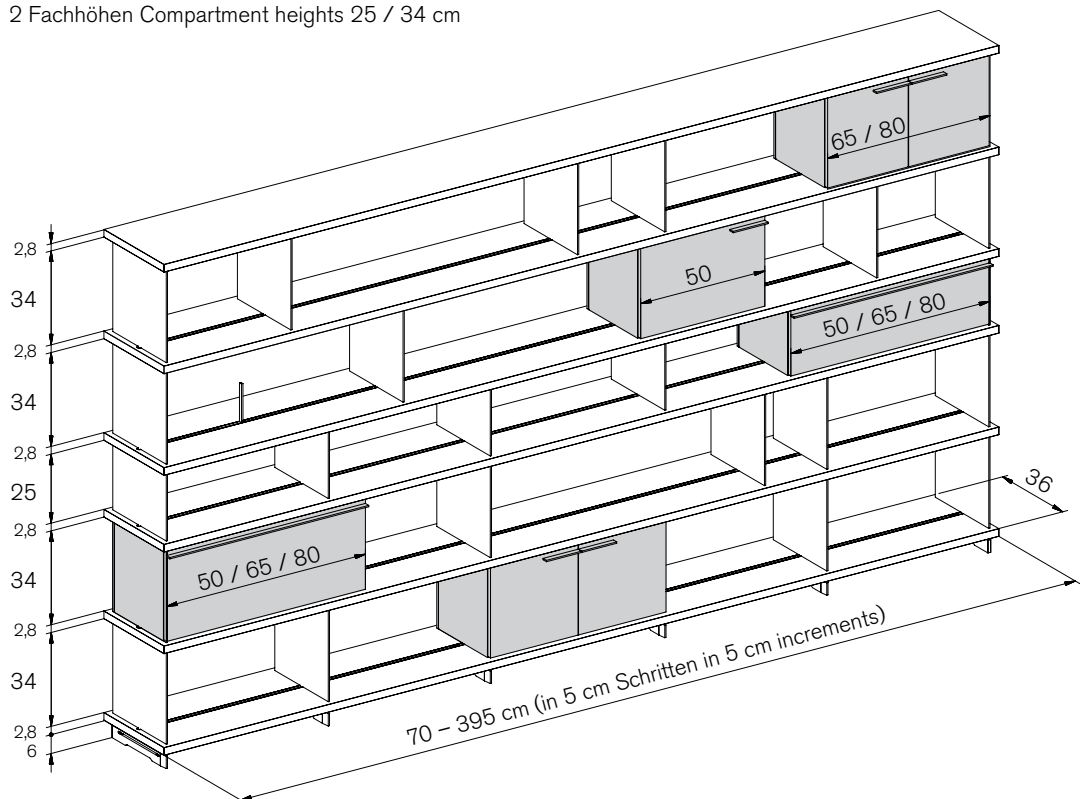 2 Fachhöhen Compartment heights 25 / 34 cm
65 / 80
2,8
34
50
2,8
50 / 65 / 80
34
2,8
25
36
2,8
50 / 65 / 80
34
2,8
70 – 395 cm (in 5 cm Schritten in 5 cm increments)
34
2,8
6